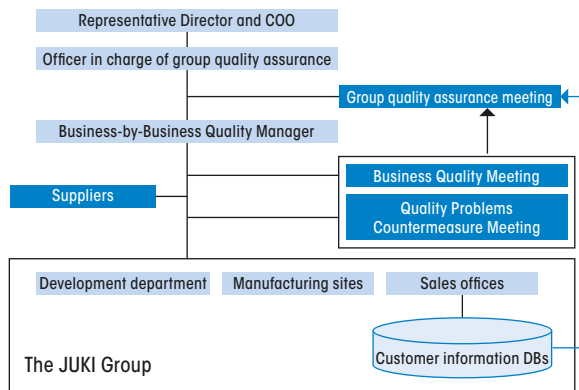 Representative Director and COO
Officer in charge of group quality assurance
Group quality assurance meeting
Business-by-Business Quality Manager
Business Quality Meeting
Suppliers
Quality Problems
Countermeasure Meeting
Development department
Manufacturing sites
Sales offices
Customer information DBs
The JUKI Group